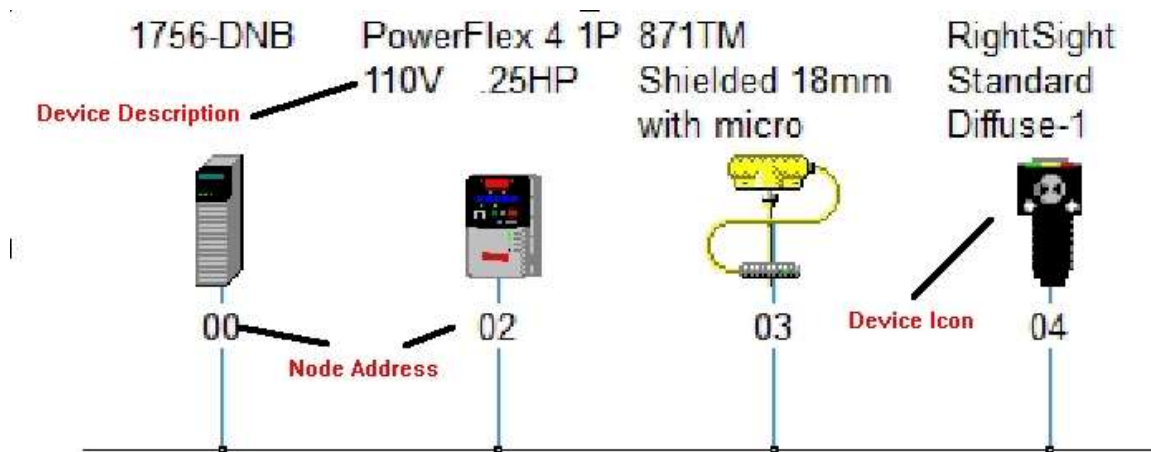 1756-DNB
PowerFlex 4 1P
110V .25HP
871TM
Shielded 18mm
with micro
RightSight
Standard
Diffuse-1
Device Description
00
02
03
04
Node Address
Device Icon